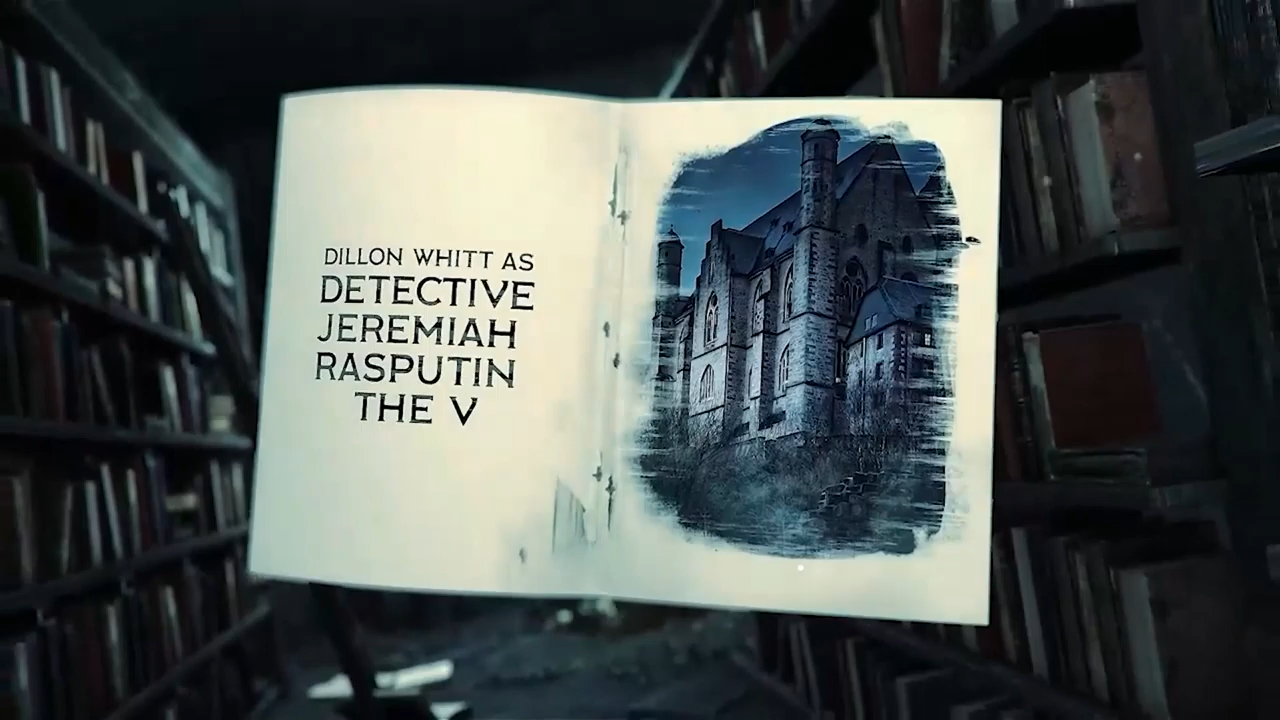 DILLON WHITT AS
DETECTIVE
JEREMIAH
RASPUTIN
THE V